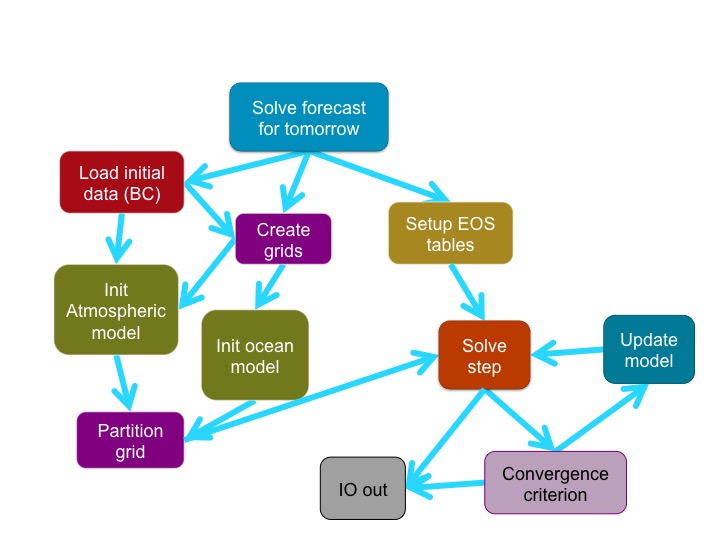 Solve forecast
for tomorrow
Load initial
data (BC)
Create
grids
Setup EOS
tables
Init
Atmospheric
model
Init ocean
model
Solve
step
Update
model
Partition
grid
IO out
Convergence
criterion